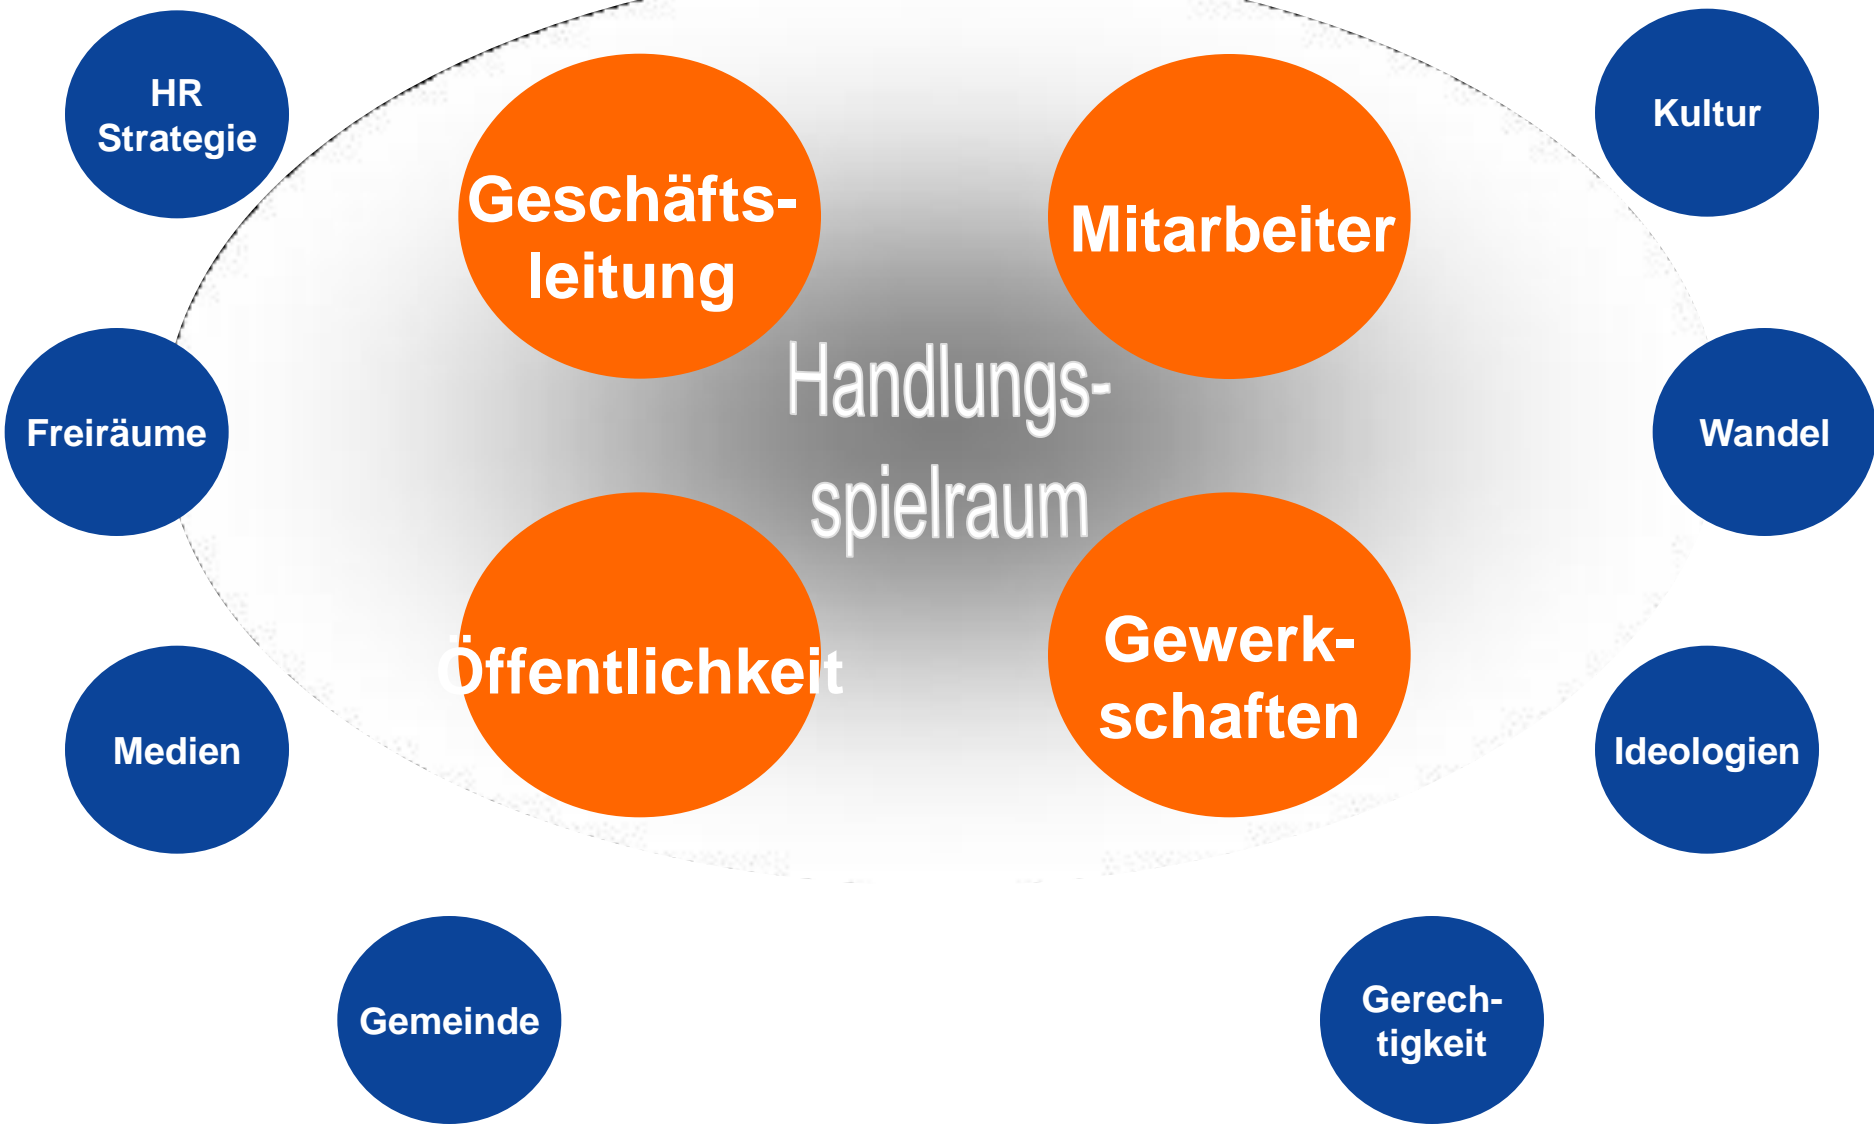 HR
Strategie
Kultur
Geschäfts-
leitung
Mitarbeiter
Handlungs-
spielraum
Freiräume
Wandel
Öffentlichkeit
Gewerk-
schaften
Medien
Ideologien
Gemeinde
Gerech-
tigkeit